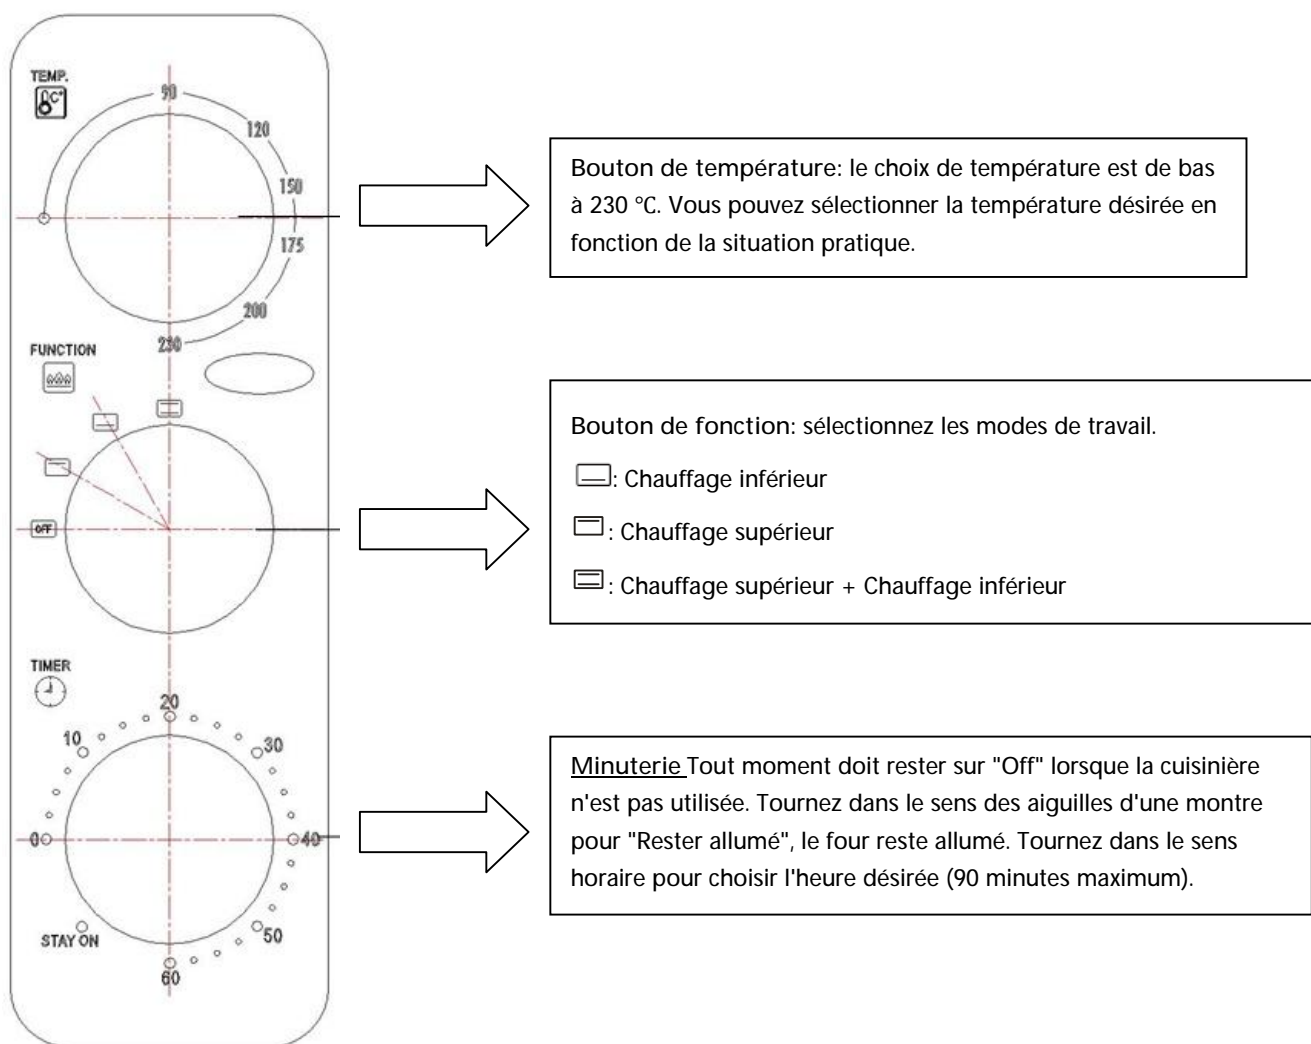 TEMP.
C°
90
120
150
175
200
230
Bouton de température: le choix de température est de bas
à 230 °C. Vous pouvez sélectionner la température désirée en
fonction de la situation pratique.
FUNCTION
OFF
Bouton de fonction: sélectionnez les modes de travail.
: Chauffage inférieur
: Chauffage supérieur
: Chauffage supérieur + Chauffage inférieur
TIMER
0
10
20
30
40
50
60
STAY ON
Minuterie Tout moment doit rester sur "Off" lorsque la cuisinière
n'est pas utilisée. Tournez dans le sens des aiguilles d'une montre
pour "Rester allumé", le four reste allumé. Tournez dans le sens
horaire pour choisir l'heure désirée (90 minutes maximum).